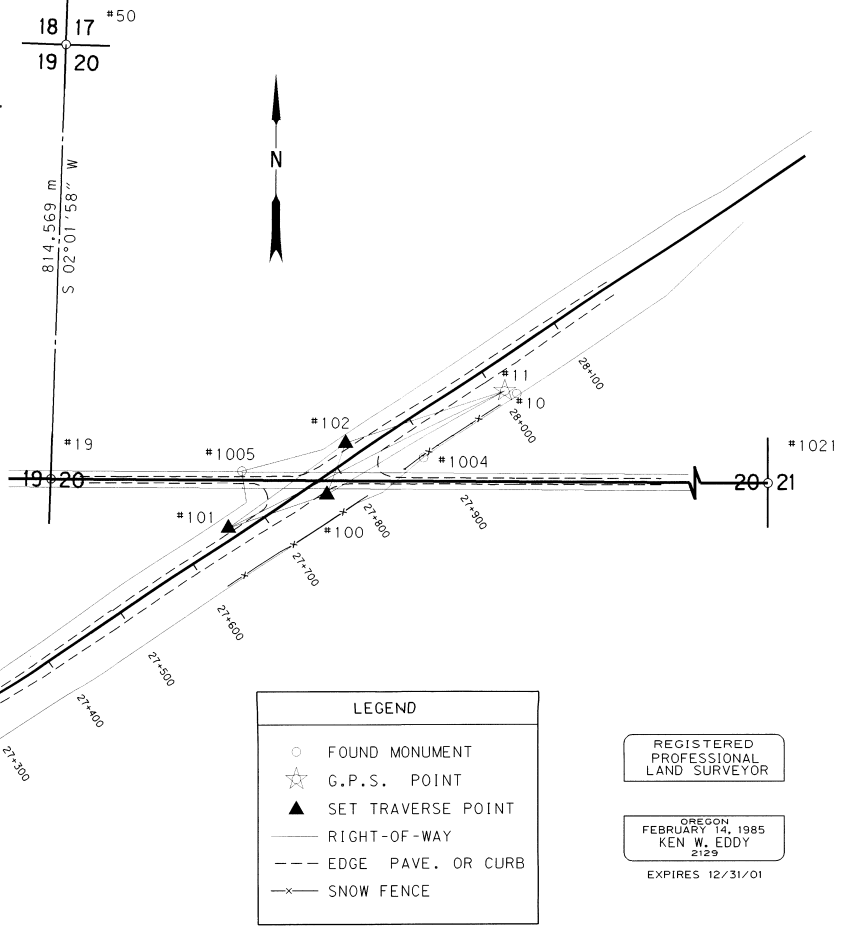 18 17
#50
19 20
N
814.569 m
S 02°01'58" W
28+100
#11
#10
28+000
#102
#19
#1005
#1004
#1021
19 20
20 21
#101
#100
27+900
27+800
27+700
27+600
27+500
27+400
27+300
LEGEND
FOUND MONUMENT
G.P.S. POINT
SET TRAVERSE POINT
RIGHT-OF-WAY
EDGE PAVE. OR CURB
SNOW FENCE
REGISTERED
PROFESSIONAL
LAND SURVEYOR
OREGON
FEBRUARY 14, 1985
KEN W. EDDY
2129
EXPIRES 12/31/01